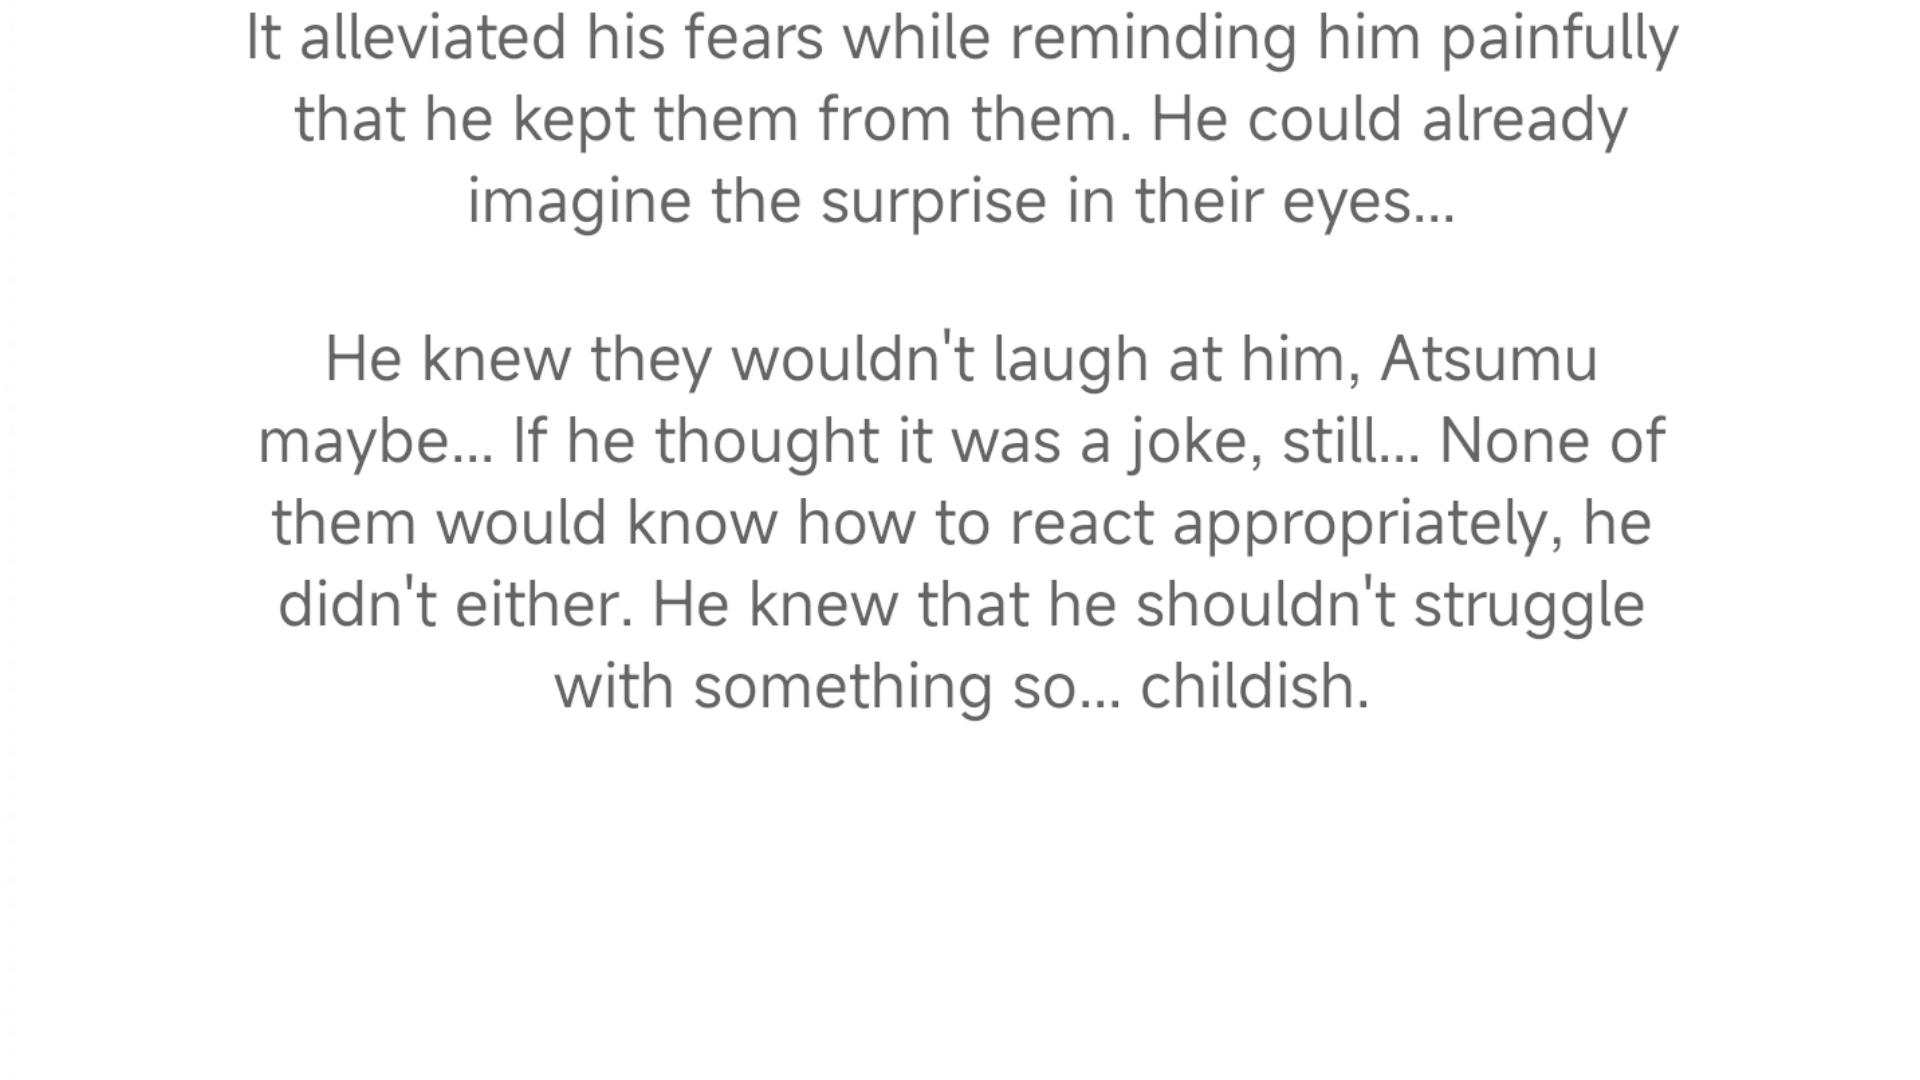 It alleviated his fears while reminding him painfully
that he kept them from them. He could already
imagine the surprise in their eyes...
He knew they wouldn't laugh at him, Atsumu
maybe... If he thought it was a joke, still... None of
them would know how to react appropriately, he
didn't either. He knew that he shouldn't struggle
with something so... childish.